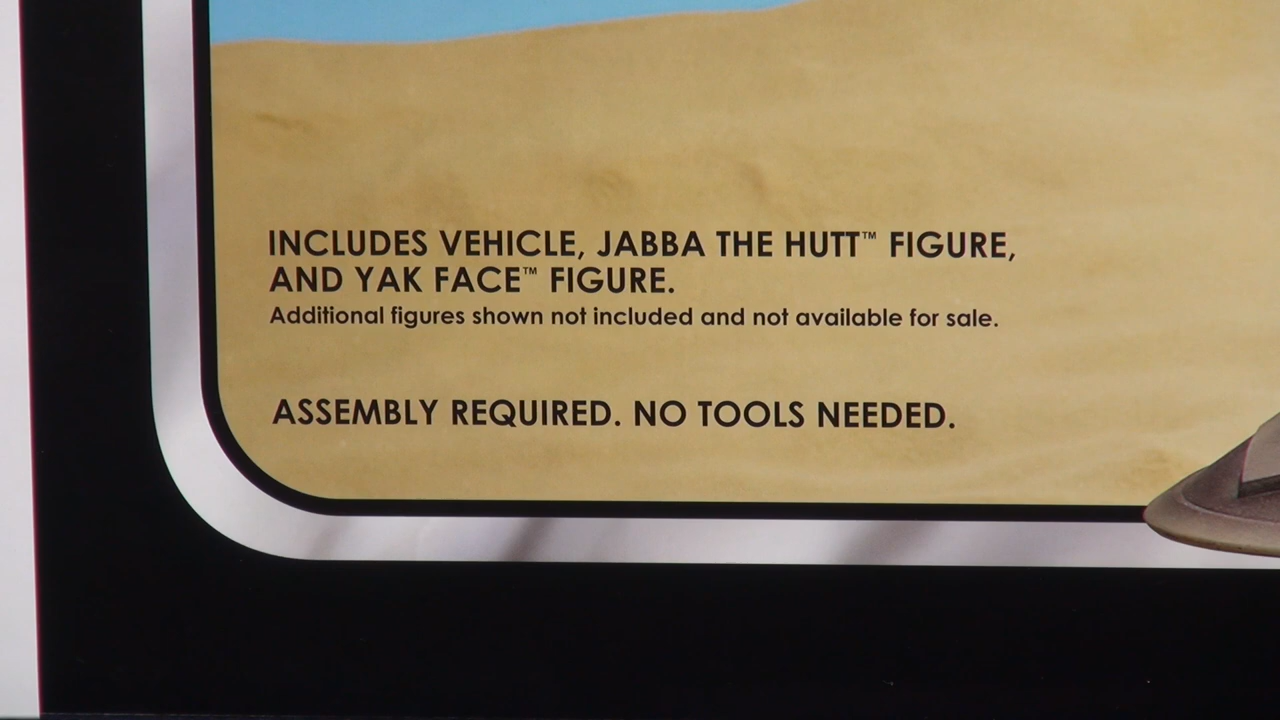 INCLUDES VEHICLE, JABBA THE HUTT™ FIGURE,
AND YAK FACE™ FIGURE.
Additional figures shown not included and not available for sale.
ASSEMBLY REQUIRED. NO TOOLS NEEDED.